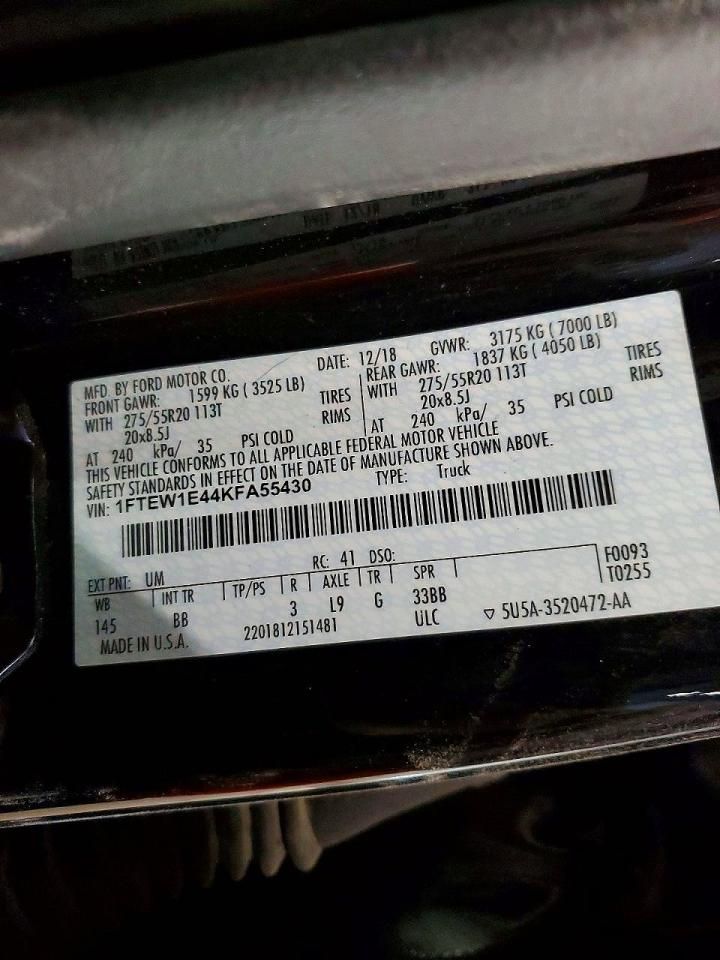 MFD. BY FORD MOTOR CO. DATE: 12/18 GVWR: 3175 KG ( 7000 LB)
FRONT GAWR: 1599 KG ( 3525 LB) REAR GAWR: 1837 KG ( 4050 LB)
WITH 275/55R20 113T TIRES WITH 275/55R20 113T TIRES
20x8.5J RIMS 20x8.5J RIMS
AT 240 kPa/ 35 PSI COLD AT 240 kPa/ 35 PSI COLD
THIS VEHICLE CONFORMS TO ALL APPLICABLE FEDERAL MOTOR VEHICLE
SAFETY STANDARDS IN EFFECT ON THE DATE OF MANUFACTURE SHOWN ABOVE.
VIN: 1FTEW1E44KFA55430 TYPE: Truck
EXT PNT: UM RC: 41 DSO: F0093
WB INT TR TP/PS R AXLE TR SPR T0255
145 BB 3 L9 G 33BB
MADE IN U.S.A. 2201812151481 ULC ▽ 5U5A-3520472-AA